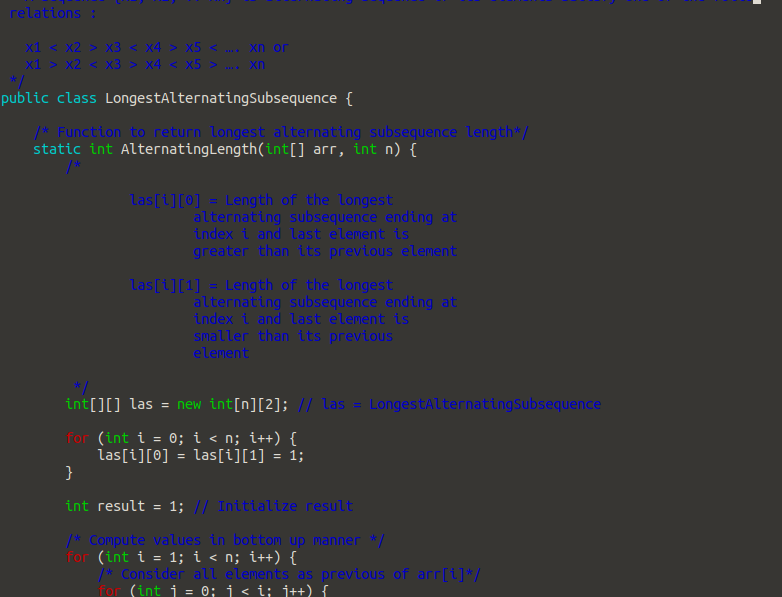 relations :
x1 < x2 > x3 < x4 > x5 < …. xn or
x1 > x2 < x3 > x4 < x5 > …. xn
*/
public class LongestAlternatingSubsequence {
/* Function to return longest alternating subsequence length*/
static int AlternatingLength(int[] arr, int n) {
/*
las[i][0] = Length of the longest
alternating subsequence ending at
index i and last element is
greater than its previous element
las[i][1] = Length of the longest
alternating subsequence ending at
index i and last element is
smaller than its previous
element
*/
int[][] las = new int[n][2]; // las = LongestAlternatingSubsequence
for (int i = 0; i < n; i++) {
las[i][0] = las[i][1] = 1;
}
int result = 1; // Initialize result
/* Compute values in bottom up manner */
for (int i = 1; i < n; i++) {
/* Consider all elements as previous of arr[i]*/
for (int j = 0; j < i; j++) {